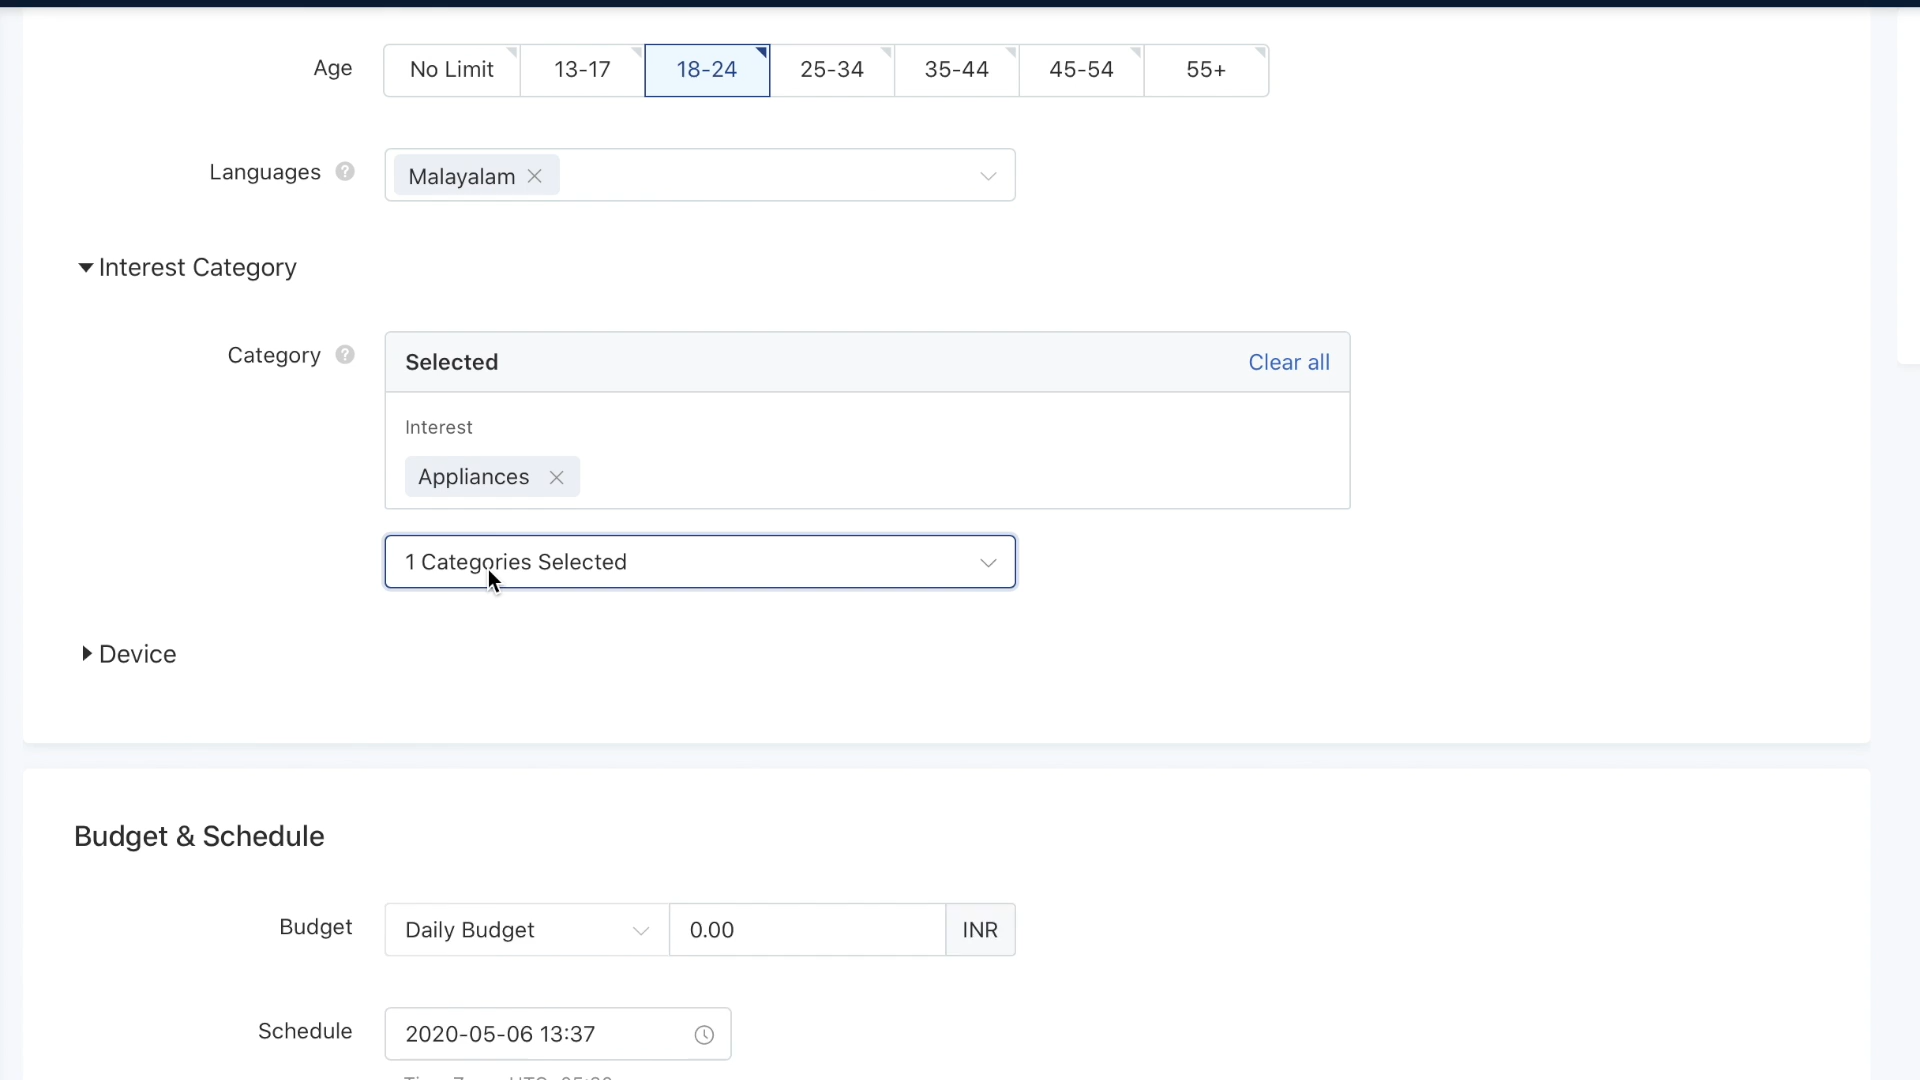 Age No Limit 13-17 18-24 25-34 35-44 45-54 55+
Languages ? Malayalam
Interest Category
Category ? Selected Clear all
Interest
Appliances
1 Categories Selected
Device
Budget & Schedule
Budget Daily Budget 0.00 INR
Schedule 2020-05-06 13:37